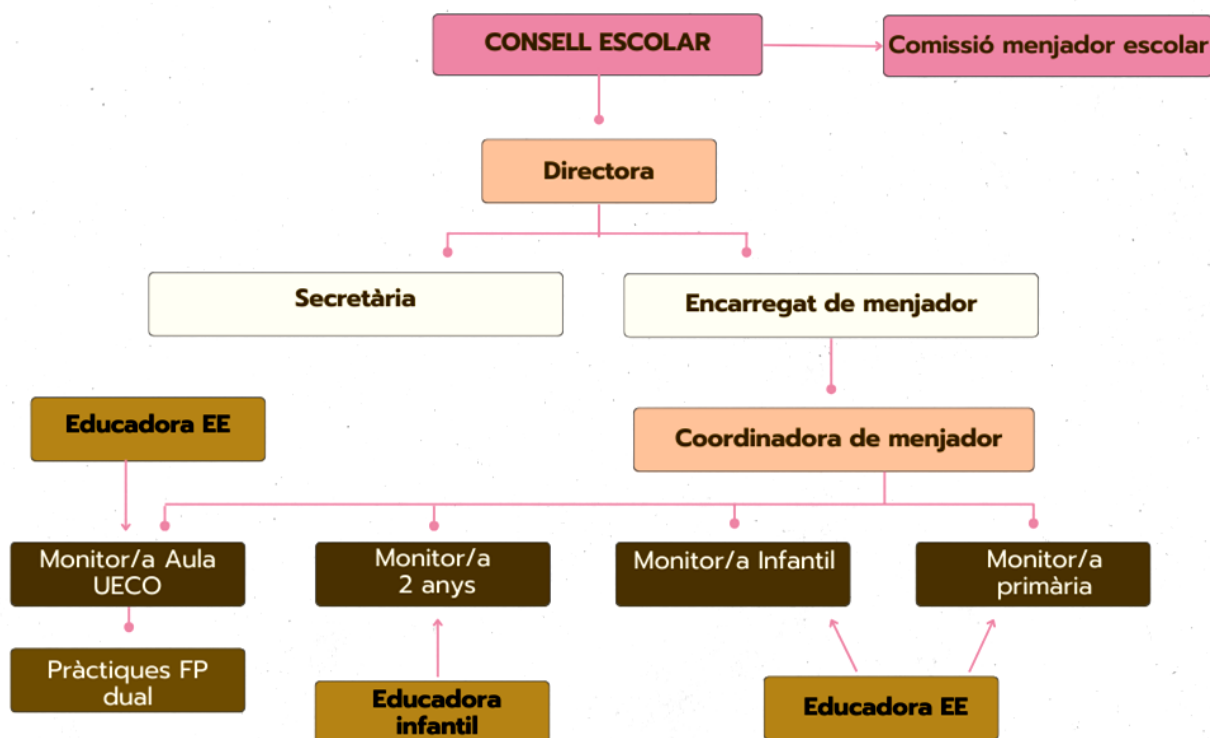 CONSELL ESCOLAR
Comissió menjador escolar
Directora
Secretària
Encarregat de menjador
Educadora EE
Coordinadora de menjador
Monitor/a Aula
UECO
Monitor/a
2 anys
Monitor/a Infantil
Monitor/a
primària
Pràctiques FP
dual
Educadora
infantil
Educadora EE